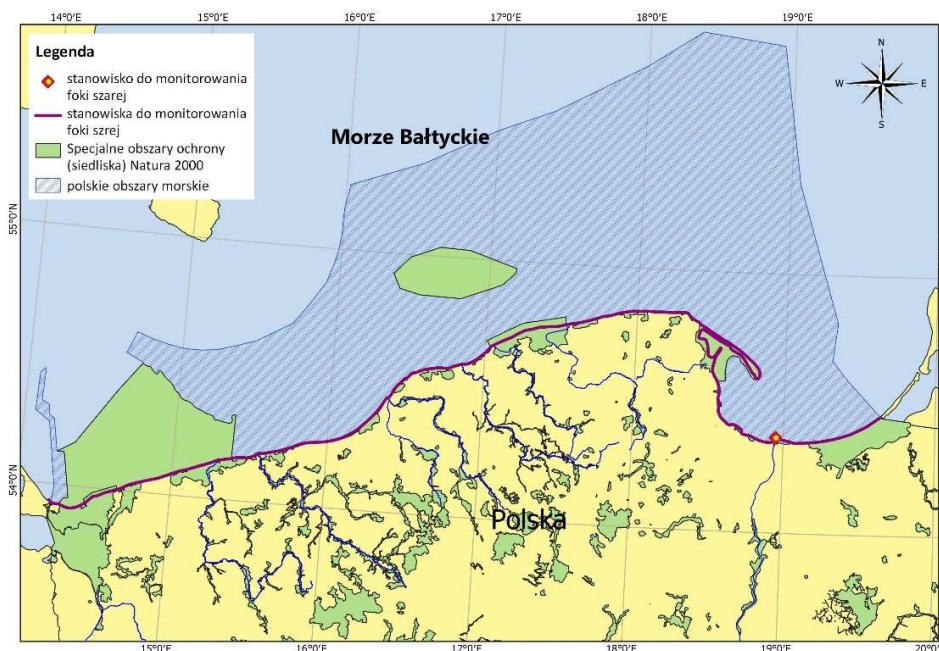 14°0'E 15°0'E 16°0'E 17°0'E 18°0'E 19°0'E
Legenda
stanowisko do monitorowania
foki szarej
stanowiska do monitorowania
foki szrej
Specjalne obszary ochrony
(siedliska) Natura 2000
polskie obszary morskie
N
W E
S
Morze Bałtyckie
55°0'N
54°0'N
Polska
15°0'E 16°0'E 17°0'E 18°0'E 19°0'E 20°0'E